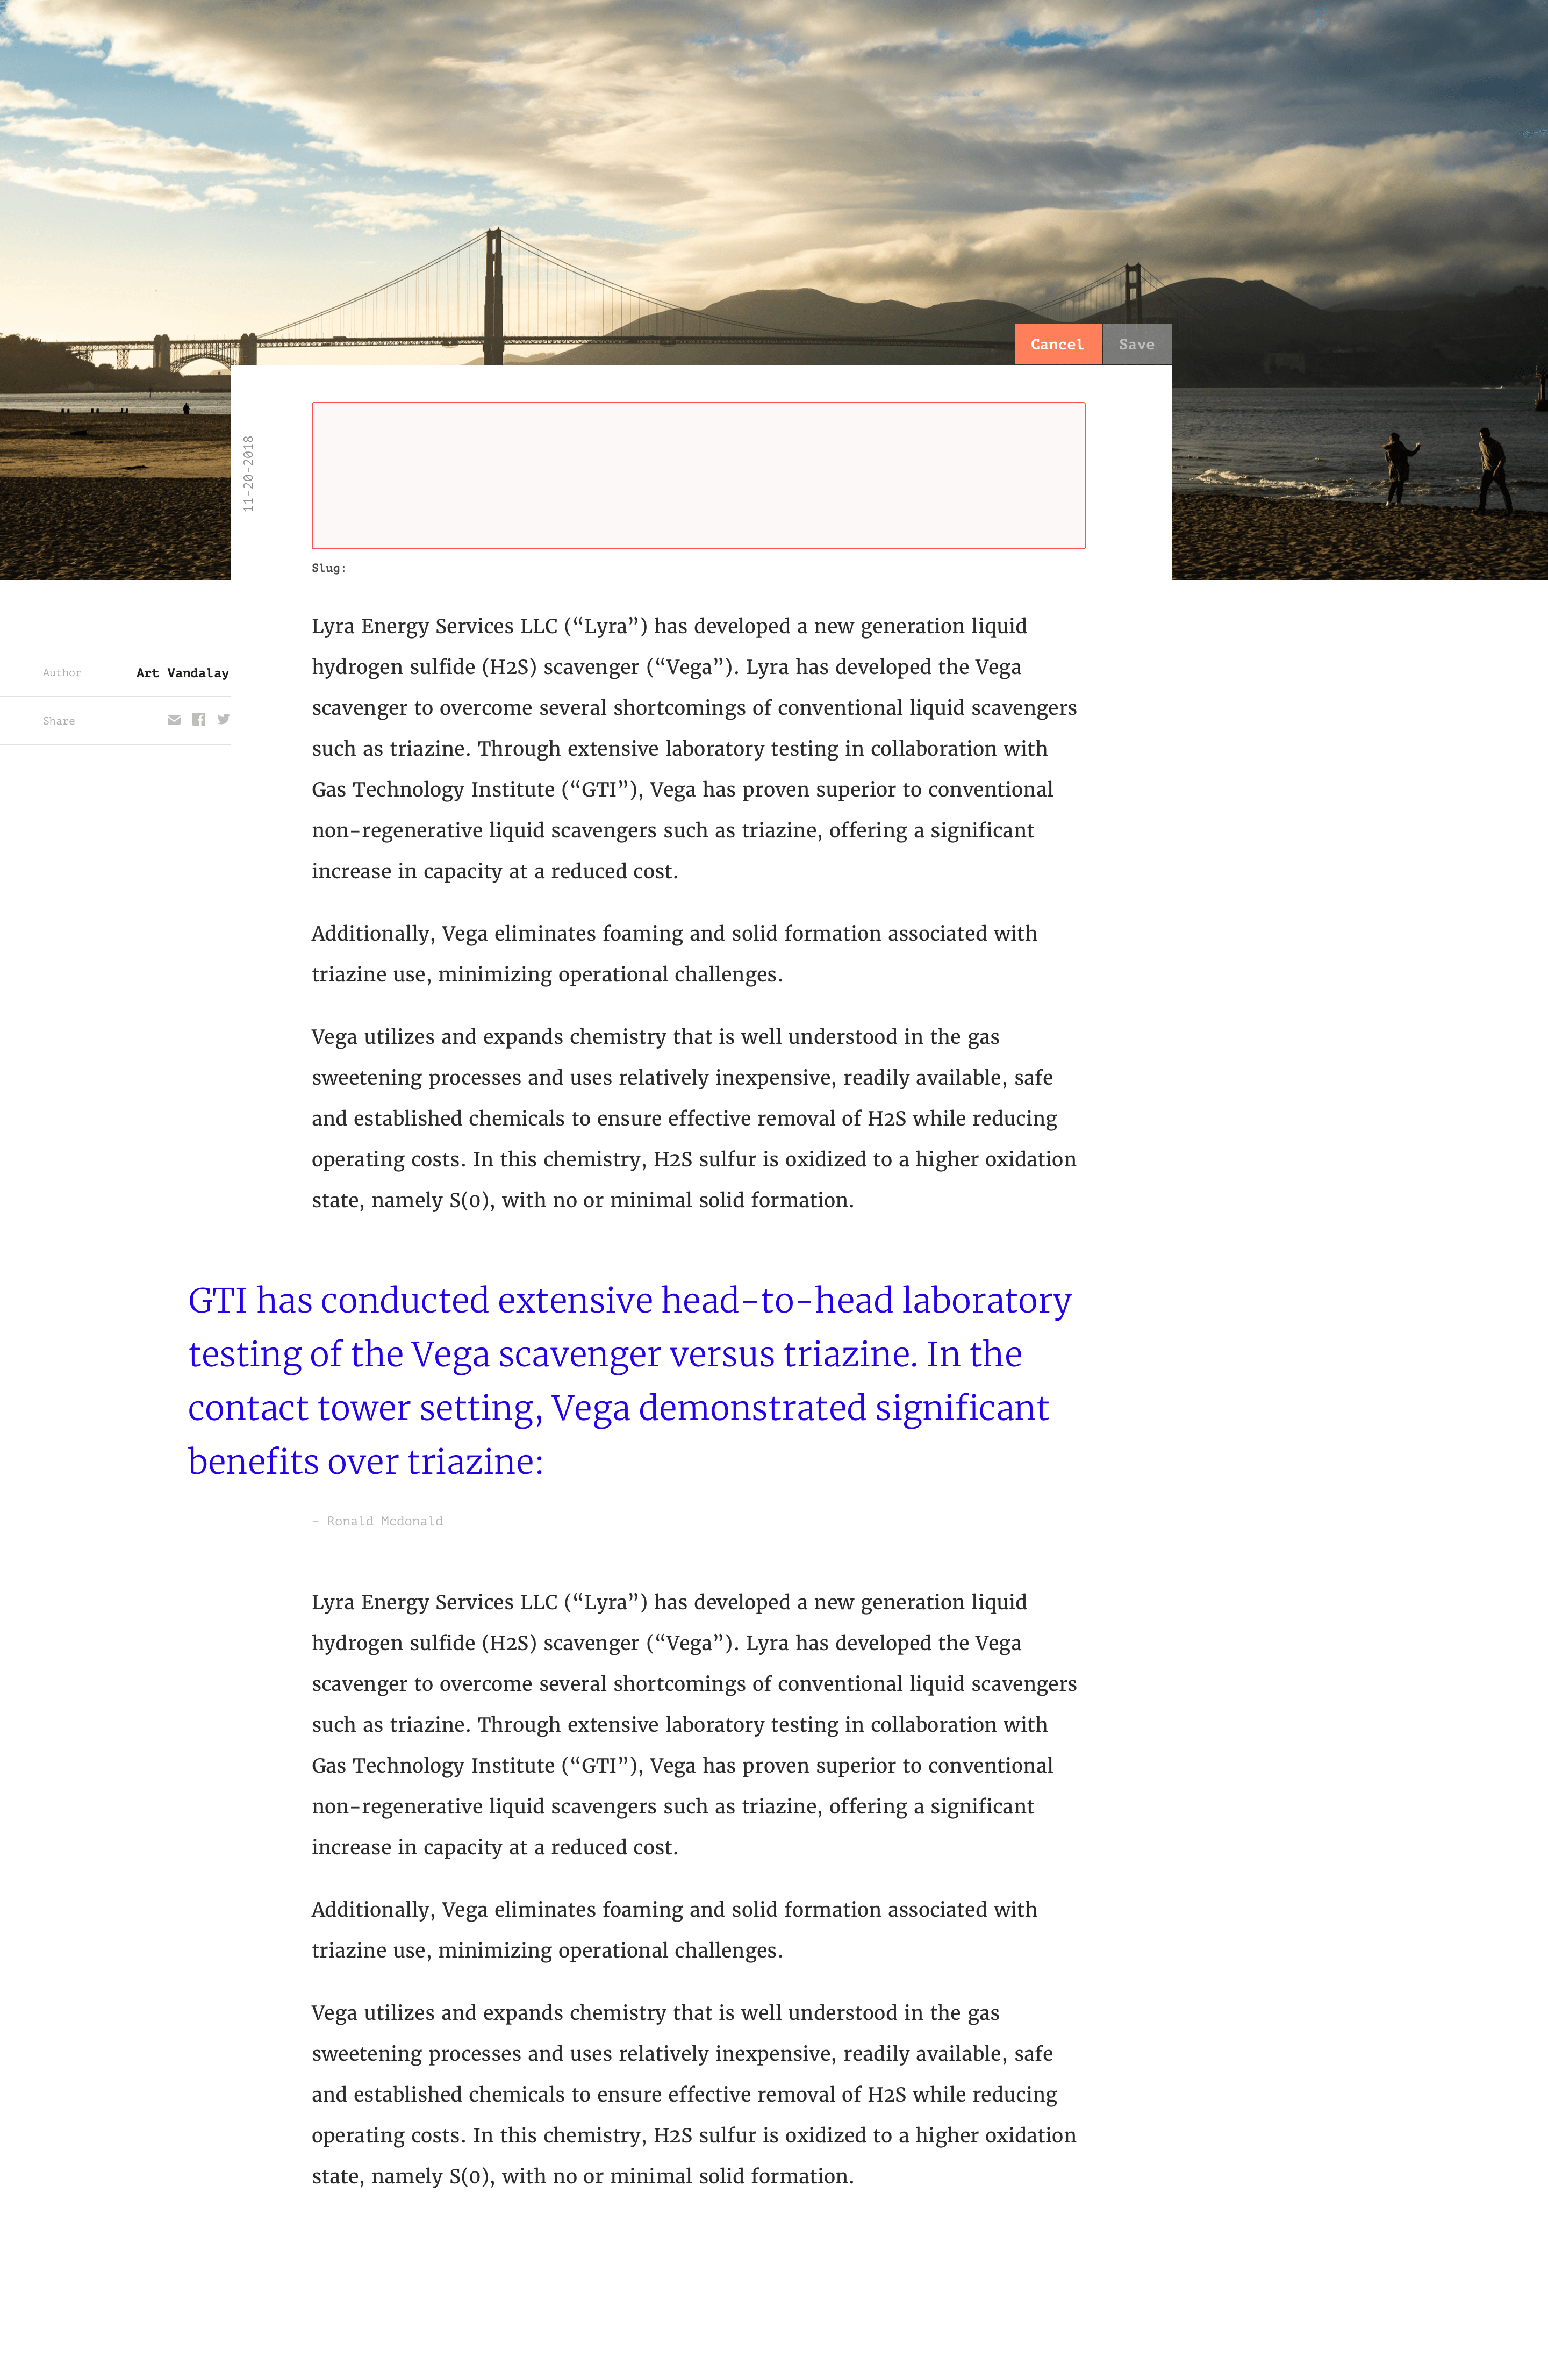 Cancel
Save
11-20-2018
Slug:
Author
Art Vandalay
Share
Lyra Energy Services LLC (“Lyra”) has developed a new generation liquid
hydrogen sulfide (H2S) scavenger (“Vega”). Lyra has developed the Vega
scavenger to overcome several shortcomings of conventional liquid scavengers
such as triazine. Through extensive laboratory testing in collaboration with
Gas Technology Institute (“GTI”), Vega has proven superior to conventional
non-regenerative liquid scavengers such as triazine, offering a significant
increase in capacity at a reduced cost.
Additionally, Vega eliminates foaming and solid formation associated with
triazine use, minimizing operational challenges.
Vega utilizes and expands chemistry that is well understood in the gas
sweetening processes and uses relatively inexpensive, readily available, safe
and established chemicals to ensure effective removal of H2S while reducing
operating costs. In this chemistry, H2S sulfur is oxidized to a higher oxidation
state, namely S(0), with no or minimal solid formation.
GTI has conducted extensive head-to-head laboratory
testing of the Vega scavenger versus triazine. In the
contact tower setting, Vega demonstrated significant
benefits over triazine:
- Ronald Mcdonald
Lyra Energy Services LLC (“Lyra”) has developed a new generation liquid
hydrogen sulfide (H2S) scavenger (“Vega”). Lyra has developed the Vega
scavenger to overcome several shortcomings of conventional liquid scavengers
such as triazine. Through extensive laboratory testing in collaboration with
Gas Technology Institute (“GTI”), Vega has proven superior to conventional
non-regenerative liquid scavengers such as triazine, offering a significant
increase in capacity at a reduced cost.
Additionally, Vega eliminates foaming and solid formation associated with
triazine use, minimizing operational challenges.
Vega utilizes and expands chemistry that is well understood in the gas
sweetening processes and uses relatively inexpensive, readily available, safe
and established chemicals to ensure effective removal of H2S while reducing
operating costs. In this chemistry, H2S sulfur is oxidized to a higher oxidation
state, namely S(0), with no or minimal solid formation.